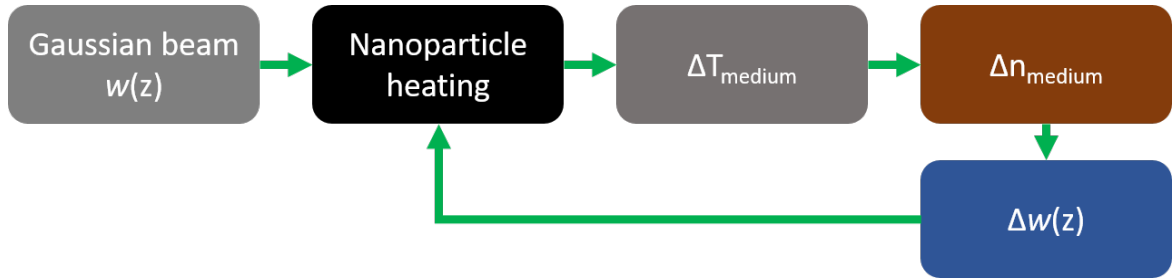 Gaussian beam
w(z)
Nanoparticle
heating
ΔTmedium
Δnmedium
Δw(z)